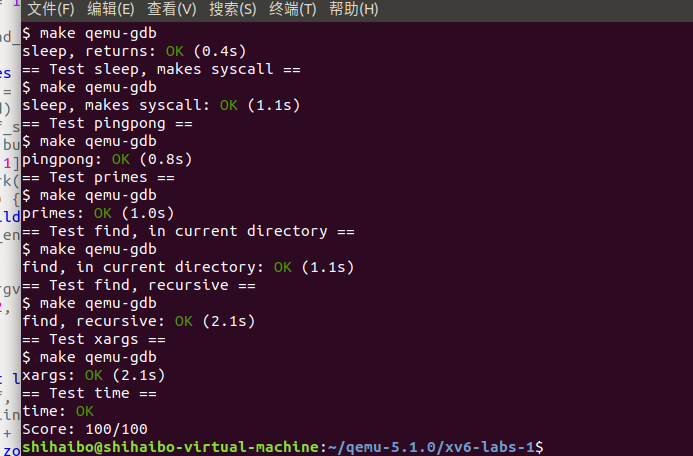 文件(F) 编辑(E) 查看(V) 搜索(S) 终端(T) 帮助(H)
$ make qemu-gdb
sleep, returns: OK (0.4s)
== Test sleep, makes syscall ==
$ make qemu-gdb
sleep, makes syscall: OK (1.1s)
== Test pingpong ==
$ make qemu-gdb
pingpong: OK (0.8s)
== Test primes ==
$ make qemu-gdb
primes: OK (1.0s)
== Test find, in current directory ==
$ make qemu-gdb
find, in current directory: OK (1.1s)
== Test find, recursive ==
$ make qemu-gdb
find, recursive: OK (2.1s)
== Test xargs ==
$ make qemu-gdb
xargs: OK (2.1s)
== Test time ==
time: OK
Score: 100/100
shihaibo@shihaibo-virtual-machine:~/qemu-5.1.0/xv6-labs-1$